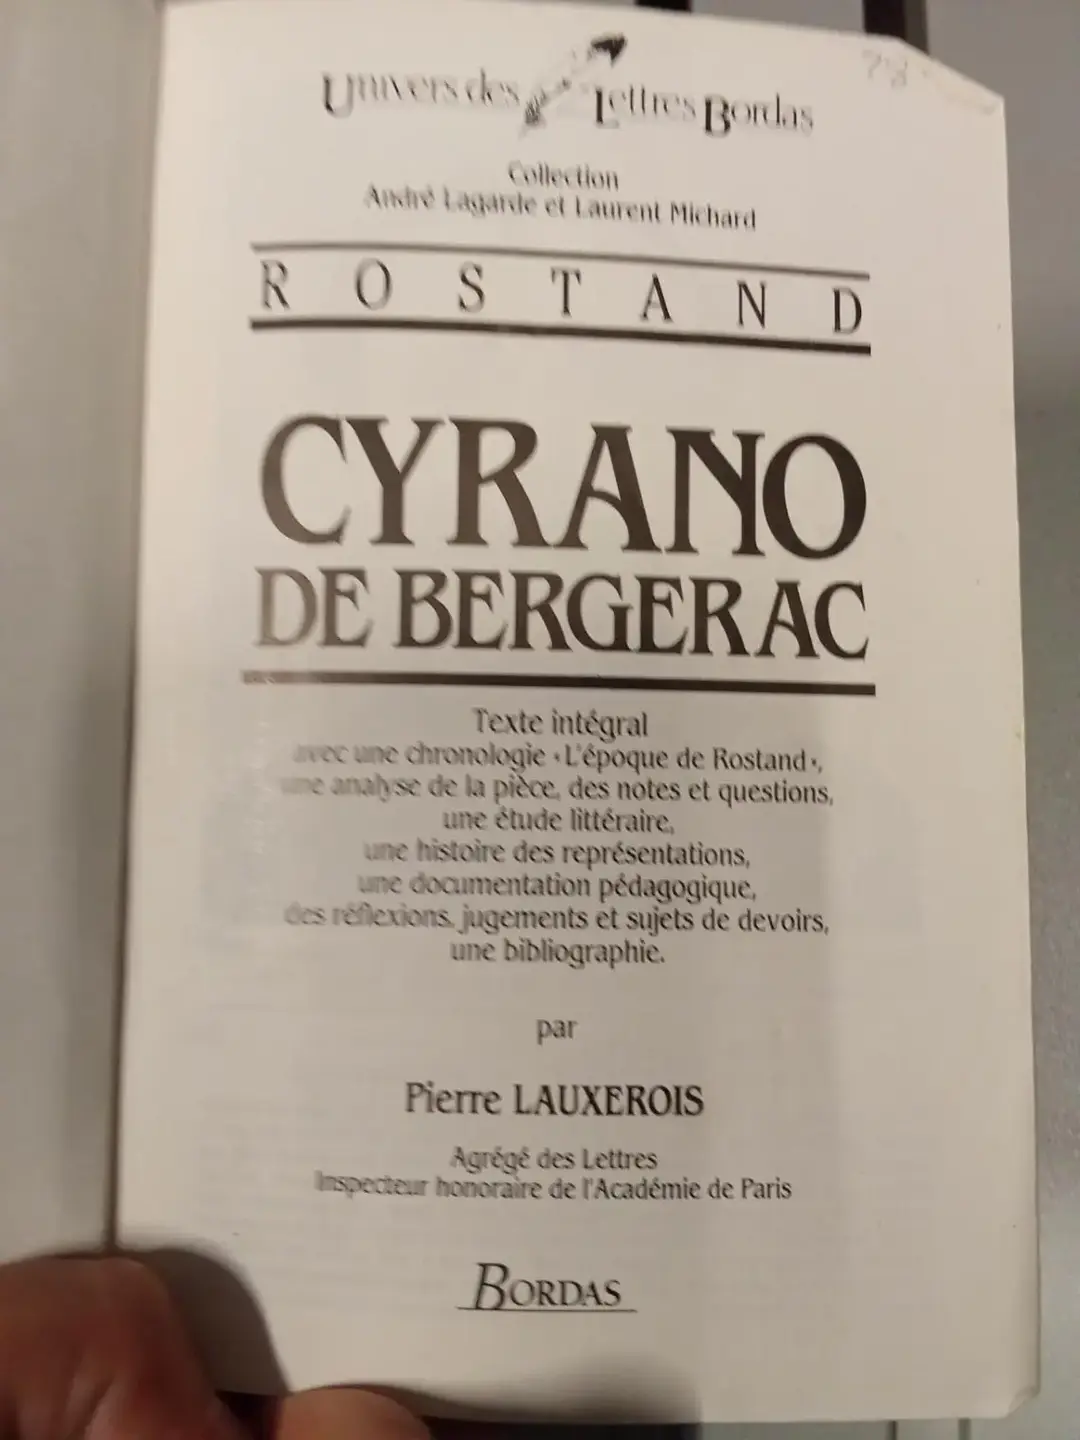 Univers des Lettres Bordas
Collection
André Lagarde et Laurent Michard
ROSTAND
CYRANO
DE BERGERAC
Texte intégral
avec une chronologie «L'époque de Rostand»,
une analyse de la pièce, des notes et questions,
une étude littéraire,
une histoire des représentations,
une documentation pédagogique,
des réflexions, jugements et sujets de devoirs,
une bibliographie.
par
Pierre LAUXEROIS
Agrégé des Lettres
Inspecteur honoraire de l'Académie de Paris
BORDAS